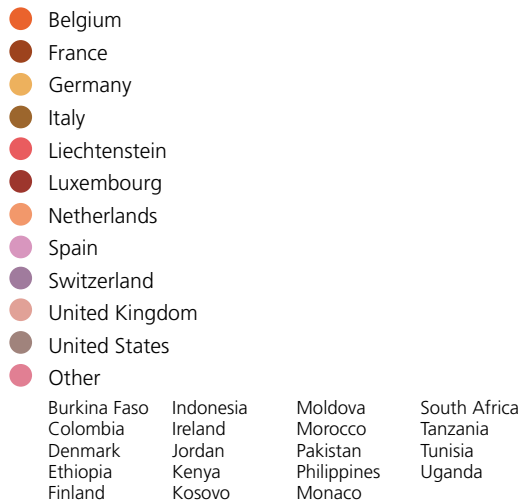 Belgium
France
Germany
Italy
Liechtenstein
Luxembourg
Netherlands
Spain
Switzerland
United Kingdom
United States
Other
Burkina Faso Indonesia Moldova South Africa
Colombia Ireland Morocco Tanzania
Denmark Jordan Pakistan Tunisia
Ethiopia Kenya Philippines Uganda
Finland Kosovo Monaco